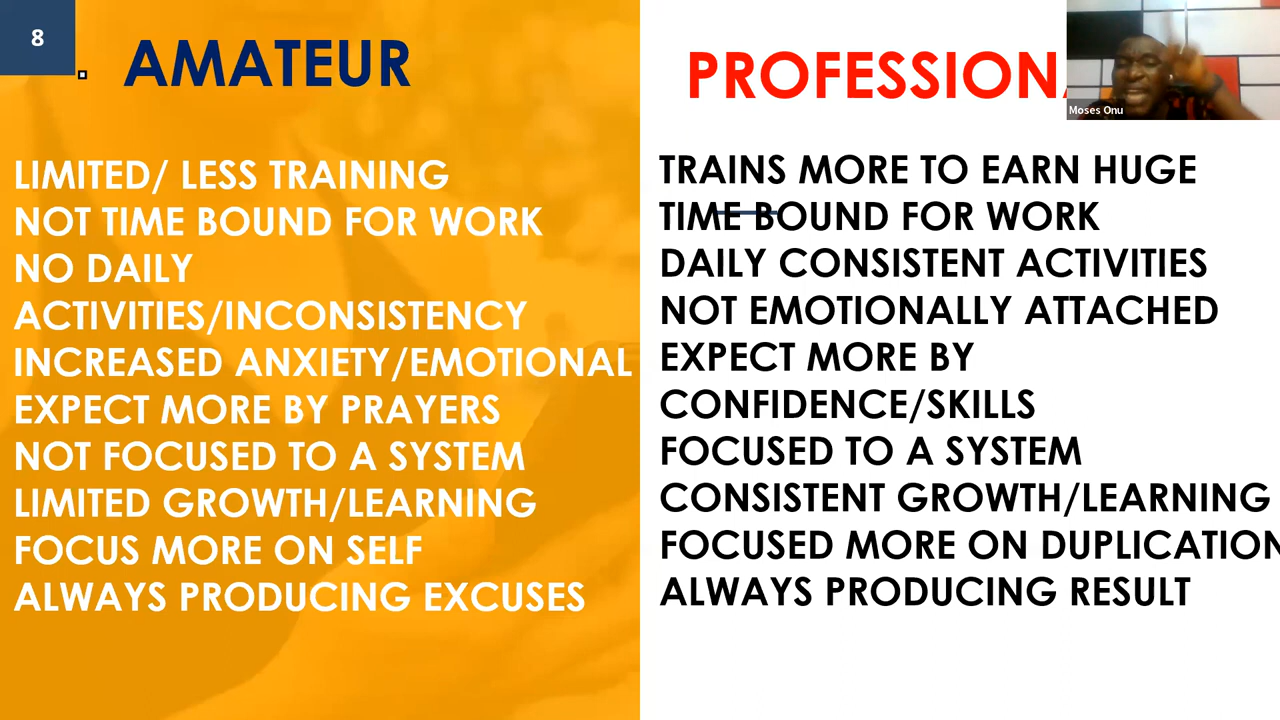 8
. AMATEUR
LIMITED/ LESS TRAINING
NOT TIME BOUND FOR WORK
NO DAILY
ACTIVITIES/INCONSISTENCY
INCREASED ANXIETY/EMOTIONAL
EXPECT MORE BY PRAYERS
NOT FOCUSED TO A SYSTEM
LIMITED GROWTH/LEARNING
FOCUS MORE ON SELF
ALWAYS PRODUCING EXCUSES
PROFESSION
Moses Onu
TRAINS MORE TO EARN HUGE
TIME BOUND FOR WORK
DAILY CONSISTENT ACTIVITIES
NOT EMOTIONALLY ATTACHED
EXPECT MORE BY
CONFIDENCE/SKILLS
FOCUSED TO A SYSTEM
CONSISTENT GROWTH/LEARNING
FOCUSED MORE ON DUPLICATION
ALWAYS PRODUCING RESULT